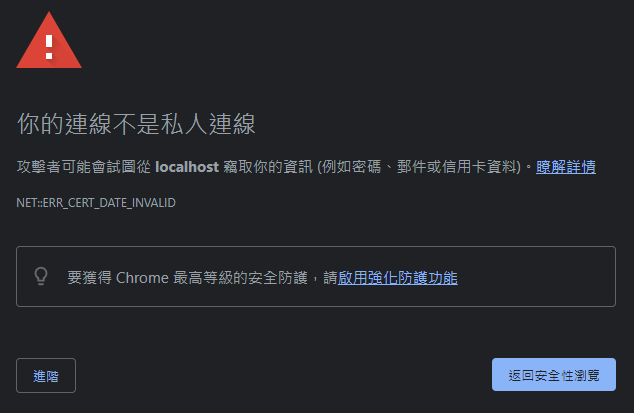 你的連線不是私人連線
攻擊者可能會試圖從 localhost 竊取你的資訊 (例如密碼、郵件或信用卡資料)。瞭解詳情
NET::ERR_CERT_DATE_INVALID
要獲得 Chrome 最高等級的安全防護，請啟用強化防護功能
進階
返回安全性瀏覽